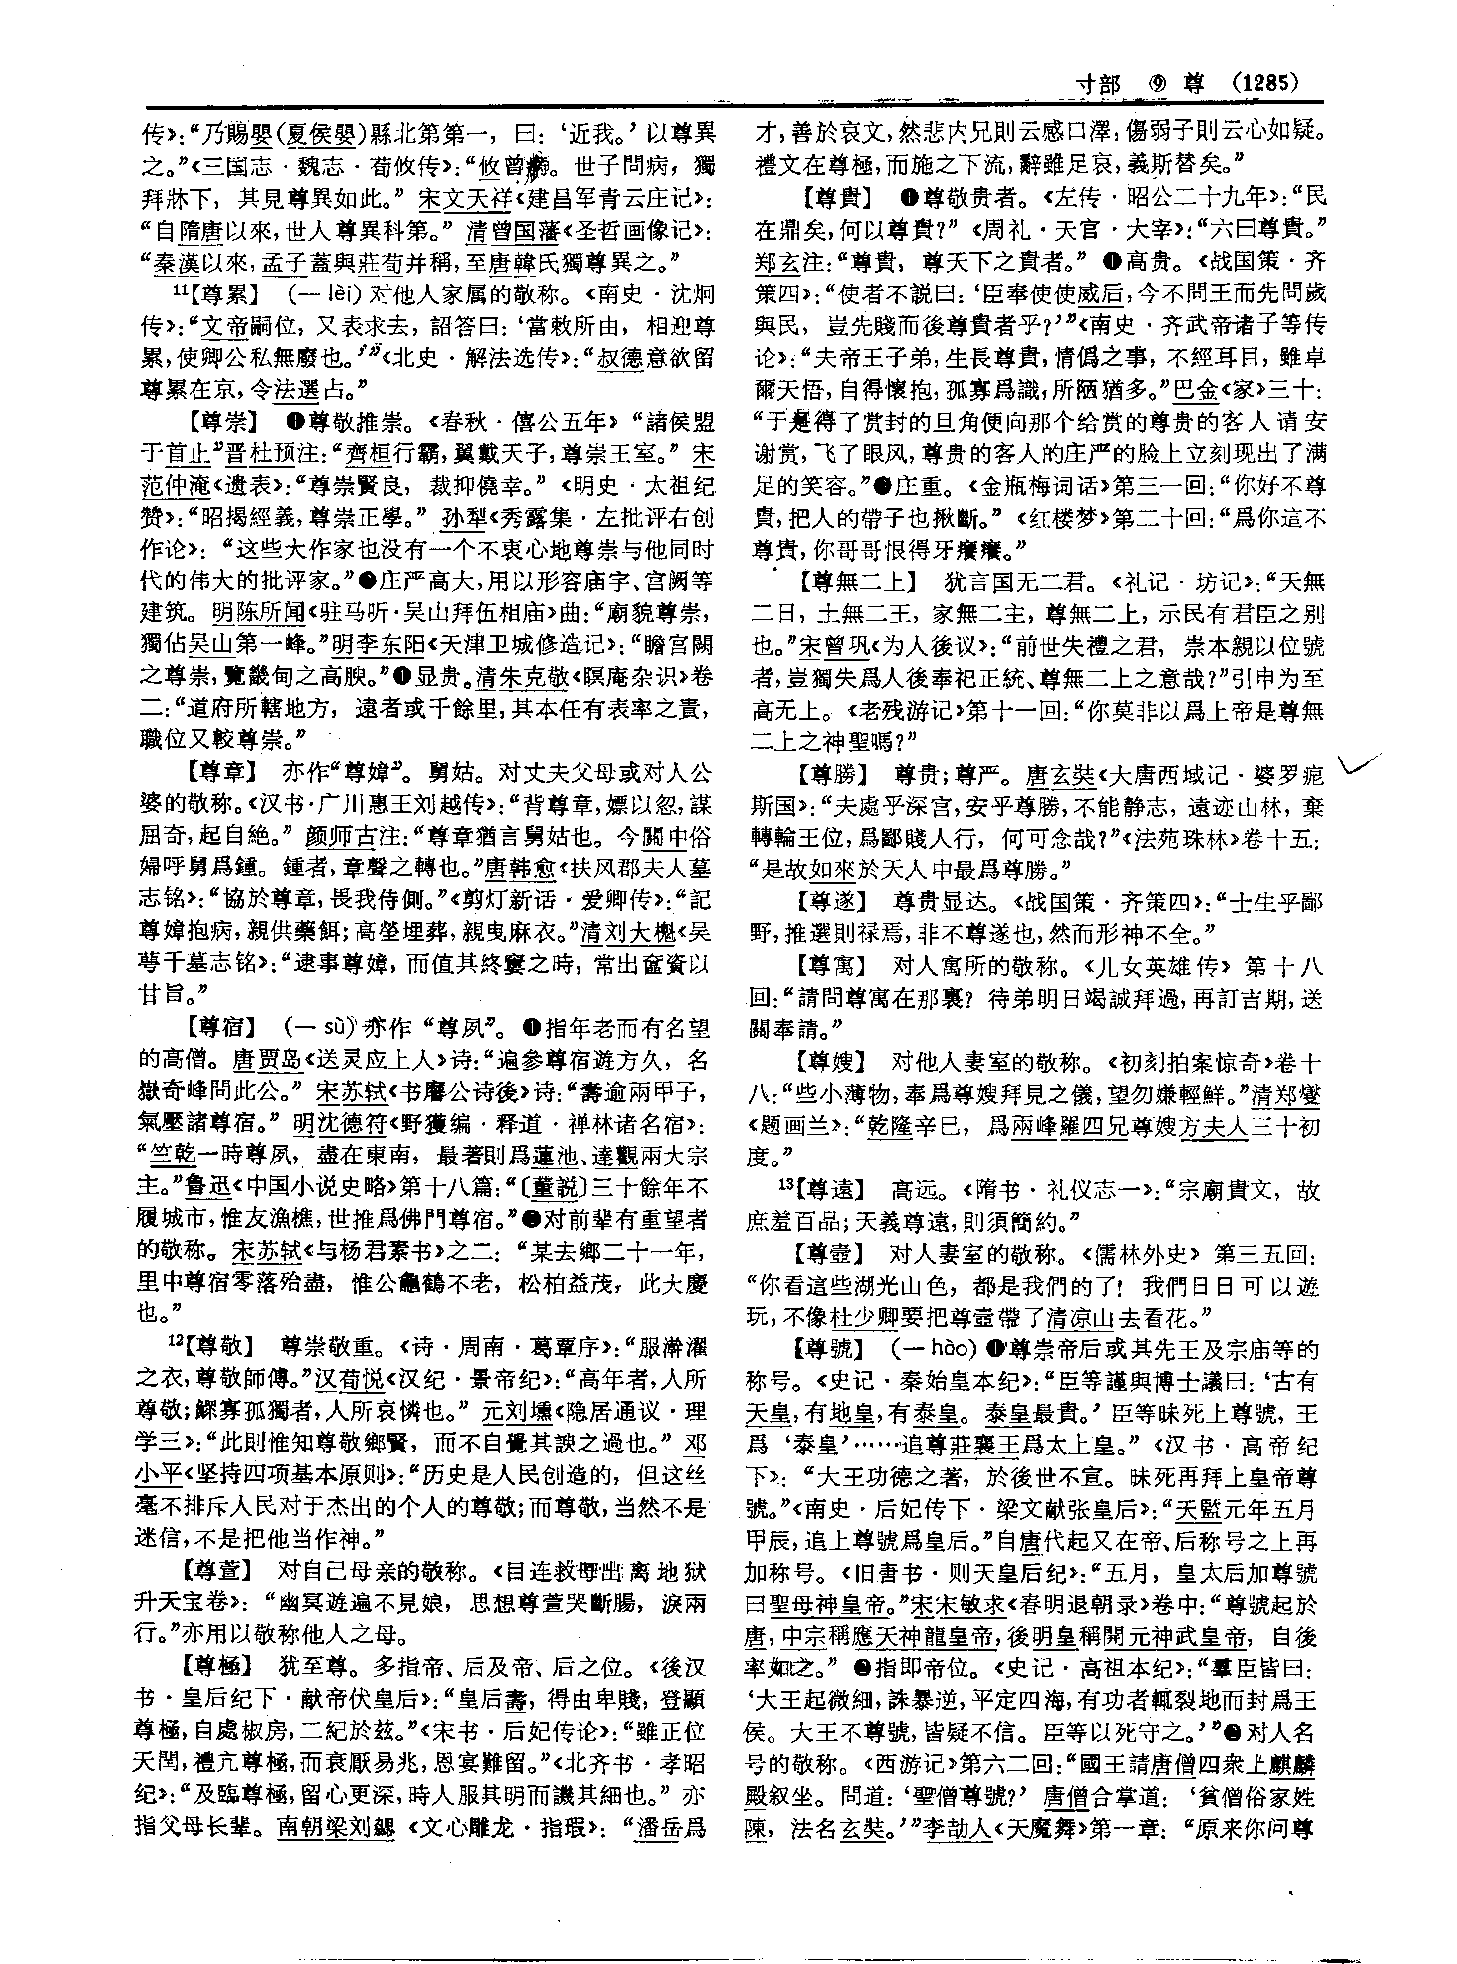 寸部 ⑨ 尊 (1285)
传》:“乃賜嬰(夏侯嬰)縣北第第一，曰：‘近我。’以尊異
之。”《三国志·魏志·荀攸传》:“攸曾病。世子問病，獨
拜牀下，其見尊異如此。”宋文天祥《建昌军青云庄记》:
“自隋唐以來,世人尊異科第。”清曾国藩《圣哲画像记》:
“秦漢以來,孟子蓋與莊荀并稱,至唐韓氏獨尊異之。”
11【尊累】 (— lèi) 对他人家属的敬称。《南史·沈炯
传》:“文帝嗣位，又表求去，詔答曰:‘當敕所由，相迎尊
累,使卿公私無廢也。’”《北史·解法选传》:“叔德意欲留
尊累在京,令法選占。”
【尊崇】 ❶尊敬推崇。《春秋·僖公五年》“諸侯盟
于首止”晋杜预注:“齊桓行霸,翼戴天子,尊崇王室。”宋
范仲淹《遗表》:“尊崇賢良，裁抑僥幸。”《明史·太祖纪
赞》:“昭揭經義,尊崇正學。”孙犁《秀露集·左批评右创
作论》：“这些大作家也没有一个不衷心地尊崇与他同时
代的伟大的批评家。”❷庄严高大,用以形容庙宇、宫阙等
建筑。明陈所闻《驻马听·吴山拜伍相庙》曲:“廟貌尊崇,
獨佔吴山第一峰。”明李东阳《天津卫城修造记》:“瞻宫闕
之尊崇,覽畿甸之高腴。”❸显贵。清朱克敬《暝庵杂识》卷
二:“道府所轄地方，遠者或千餘里,其本任有表率之責,
職位又較尊崇。”
【尊章】 亦作“尊嫜”。舅姑。对丈夫父母或对人公
婆的敬称。《汉书·广川惠王刘越传》:“背尊章,嫖以忽,謀
屈奇,起自絶。”颜师古注:“尊章猶言舅姑也。今關中俗
婦呼舅爲鍾。鍾者,章聲之轉也。”唐韩愈《扶风郡夫人墓
志铭》:“協於尊章,畏我侍側。”《剪灯新话·爱卿传》:“記
尊嫜抱病,親供藥餌;高塋埋葬,親曳麻衣。”清刘大櫆《吴
萼千墓志铭》:“逮事尊嫜，而值其終窶之時，常出奩資以
甘旨。”
【尊宿】 (— sù) 亦作“尊夙”。❶指年老而有名望
的高僧。唐贾岛《送灵应上人》诗:“遍参尊宿遊方久，名
嶽奇峰問此公。”宋苏轼《书麐公诗後》诗:“壽逾兩甲子,
氣壓諸尊宿。”明沈德符《野獲编·释道·禅林诸名宿》:
“竺乾一時尊夙，盡在東南，最著則爲蓮池、達觀兩大宗
主。”鲁迅《中国小说史略》第十八篇:“〔董説〕三十餘年不
履城市,惟友漁樵,世推爲佛門尊宿。”❷对前辈有重望者
的敬称。宋苏轼《与杨君素书》之二：“某去鄉二十一年,
里中尊宿零落殆盡，惟公龜鶴不老，松柏益茂，此大慶
也。”
12【尊敬】 尊崇敬重。《诗·周南·葛覃序》:“服澣濯
之衣,尊敬師傅。”汉荀悦《汉纪·景帝纪》:“高年者,人所
尊敬;鰥寡孤獨者,人所哀憐也。”元刘壎《隐居通议·理
学三》:“此則惟知尊敬鄉賢，而不自覺其諛之過也。”邓
小平《坚持四项基本原则》:“历史是人民创造的，但这丝
毫不排斥人民对于杰出的个人的尊敬;而尊敬,当然不是
迷信,不是把他当作神。”
【尊萱】 对自己母亲的敬称。《目连救母出离地狱
升天宝卷》：“幽冥遊遍不見娘，思想尊萱哭斷腸，淚兩
行。”亦用以敬称他人之母。
【尊極】 犹至尊。多指帝、后及帝、后之位。《後汉
书·皇后纪下·献帝伏皇后》:“皇后壽，得由卑賤，登顯
尊極,自處椒房,二紀於兹。”《宋书·后妃传论》:“雖正位
天閨,禮亢尊極,而衰厭易兆,恩宴難留。”《北齐书·孝昭
纪》:“及臨尊極,留心更深,時人服其明而譏其細也。”亦
指父母长辈。南朝梁刘勰《文心雕龙·指瑕》：“潘岳爲
才,善於哀文,然悲内兄則云感口澤;傷弱子則云心如疑。
禮文在尊極,而施之下流,辭雖足哀,義斯替矣。”
【尊貴】 ❶尊敬贵者。《左传·昭公二十九年》:“民
在鼎矣,何以尊貴?”《周礼·天官·大宰》:“六曰尊貴。”
郑玄注:“尊貴，尊天下之貴者。”❷高贵。《战国策·齐
策四》:“使者不説曰：‘臣奉使使威后,今不問王而先問歲
與民，豈先賤而後尊貴者乎?’”《南史·齐武帝诸子等传
论》:“夫帝王子弟,生長尊貴,情僞之事，不經耳目，雖卓
爾天悟,自得懷抱,孤寡爲識,所陋猶多。”巴金《家》三十:
“于是得了赏封的旦角便向那个给赏的尊贵的客人请安
谢赏,飞了眼风,尊贵的客人的庄严的脸上立刻现出了满
足的笑容。”❸庄重。《金瓶梅词话》第三一回:“你好不尊
貴,把人的帶子也揪斷。”《红楼梦》第二十回:“爲你這不
尊貴,你哥哥恨得牙癢癢。”
【尊無二上】 犹言国无二君。《礼记·坊记》:“天無
二日，土無二王，家無二主，尊無二上，示民有君臣之别
也。”宋曾巩《为人後议》:“前世失禮之君，崇本親以位號
者,豈獨失爲人後奉祀正統、尊無二上之意哉?”引申为至
高无上。《老残游记》第十一回:“你莫非以爲上帝是尊無
二上之神聖嗎?”
【尊勝】 尊贵;尊严。唐玄奘《大唐西域记·婆罗痆
斯国》:“夫處乎深宫,安乎尊勝,不能静志，遠迹山林，棄
轉輪王位,爲鄙賤人行，何可念哉?”《法苑珠林》卷十五:
“是故如來於天人中最爲尊勝。”
【尊遂】 尊贵显达。《战国策·齐策四》:“士生乎鄙
野,推選則禄焉,非不尊遂也,然而形神不全。”
【尊寓】 对人寓所的敬称。《儿女英雄传》第十八
回:“請問尊寓在那裏? 待弟明日竭誠拜過,再訂吉期,送
關奉請。”
【尊嫂】 对他人妻室的敬称。《初刻拍案惊奇》卷十
八:“些小薄物,奉爲尊嫂拜見之儀,望勿嫌輕鮮。”清郑燮
《题画兰》:“乾隆辛巳，爲兩峰羅四兄尊嫂方夫人三十初
度。”
13【尊遠】 高远。《隋书·礼仪志一》:“宗廟貴文，故
庶羞百品;天義尊遠,則須簡約。”
【尊壼】 对人妻室的敬称。《儒林外史》第三五回:
“你看這些湖光山色，都是我們的了! 我們日日可以遊
玩,不像杜少卿要把尊壼帶了清凉山去看花。”
【尊號】 (— hào) ❶尊崇帝后或其先王及宗庙等的
称号。《史记·秦始皇本纪》:“臣等謹與博士議曰：‘古有
天皇,有地皇,有泰皇。泰皇最貴。’臣等昧死上尊號，王
爲‘泰皇’……追尊莊襄王爲太上皇。”《汉书·高帝纪
下》：“大王功德之著，於後世不宣。昧死再拜上皇帝尊
號。”《南史·后妃传下·梁文献张皇后》:“天監元年五月
甲辰,追上尊號爲皇后。”自唐代起又在帝、后称号之上再
加称号。《旧唐书·则天皇后纪》:“五月，皇太后加尊號
曰聖母神皇帝。”宋宋敏求《春明退朝录》卷中:“尊號起於
唐,中宗稱應天神龍皇帝,後明皇稱開元神武皇帝，自後
率如之。”❷指即帝位。《史记·高祖本纪》:“羣臣皆曰:
‘大王起微細,誅暴逆,平定四海,有功者輒裂地而封爲王
侯。大王不尊號,皆疑不信。臣等以死守之。’”❸对人名
号的敬称。《西游记》第六二回:“國王請唐僧四衆上麒麟
殿叙坐。問道：‘聖僧尊號?’唐僧合掌道：‘貧僧俗家姓
陳，法名玄奘。’”李劼人《天魔舞》第一章：“原来你问尊